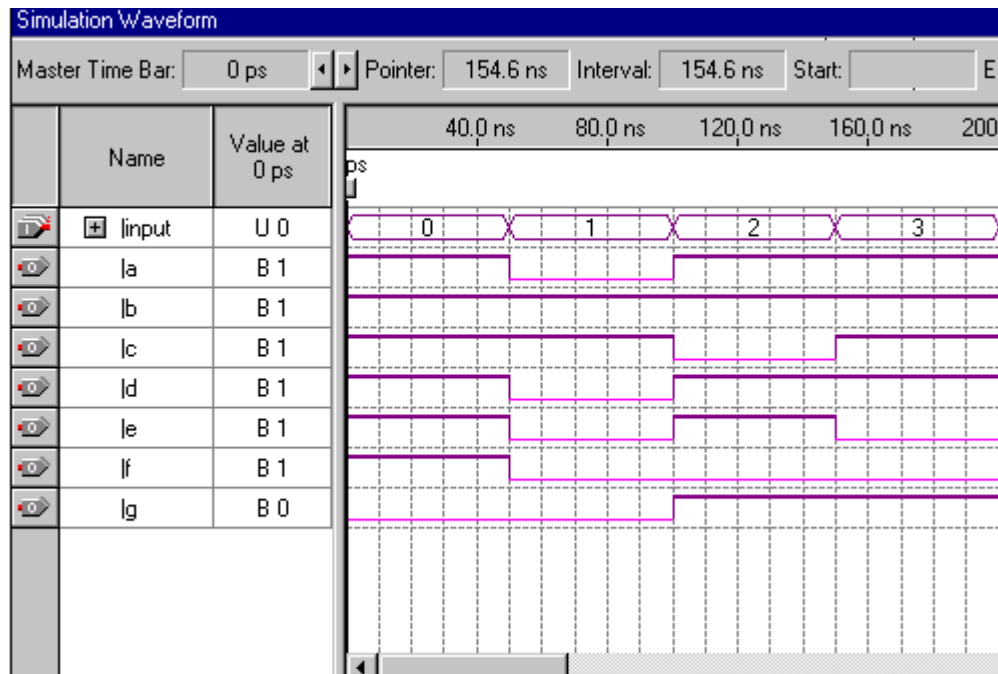 Simulation Waveform
Master Time Bar: 0 ps Pointer: 154.6 ns Interval: 154.6 ns Start: E
Name Value at 0 ps 40.0 ns 80.0 ns 120.0 ns 160.0 ns 200
ps
input U 0 0 1 2 3
a B 1
b B 1
c B 1
d B 1
e B 1
f B 1
g B 0